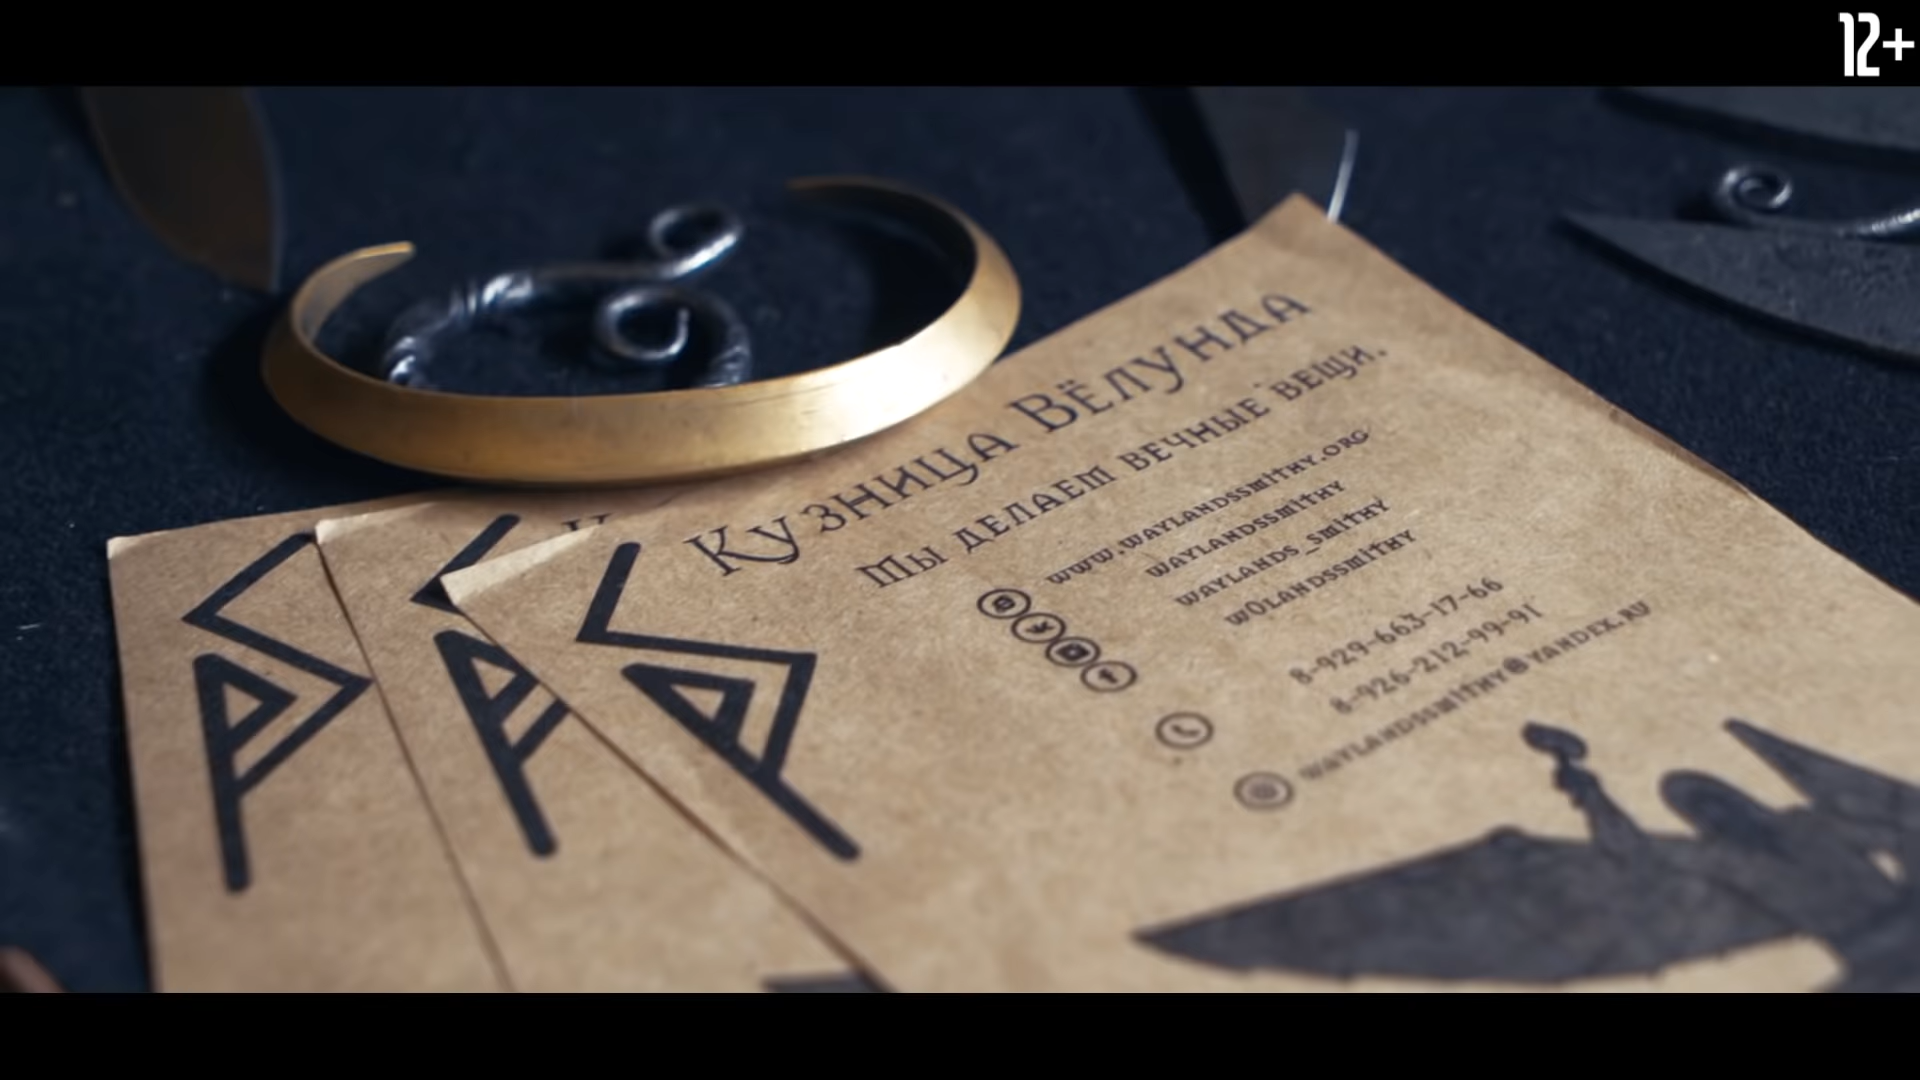 12+
Кузница Вёлунда
Мы делаем вечные вещи.
www.waylandssmithy.org
waylandssmithy
waylands_smithy
w0landssmithy
8-929-663-17-66
8-926-212-99-91
waylandssmithy@yandex.ru
К